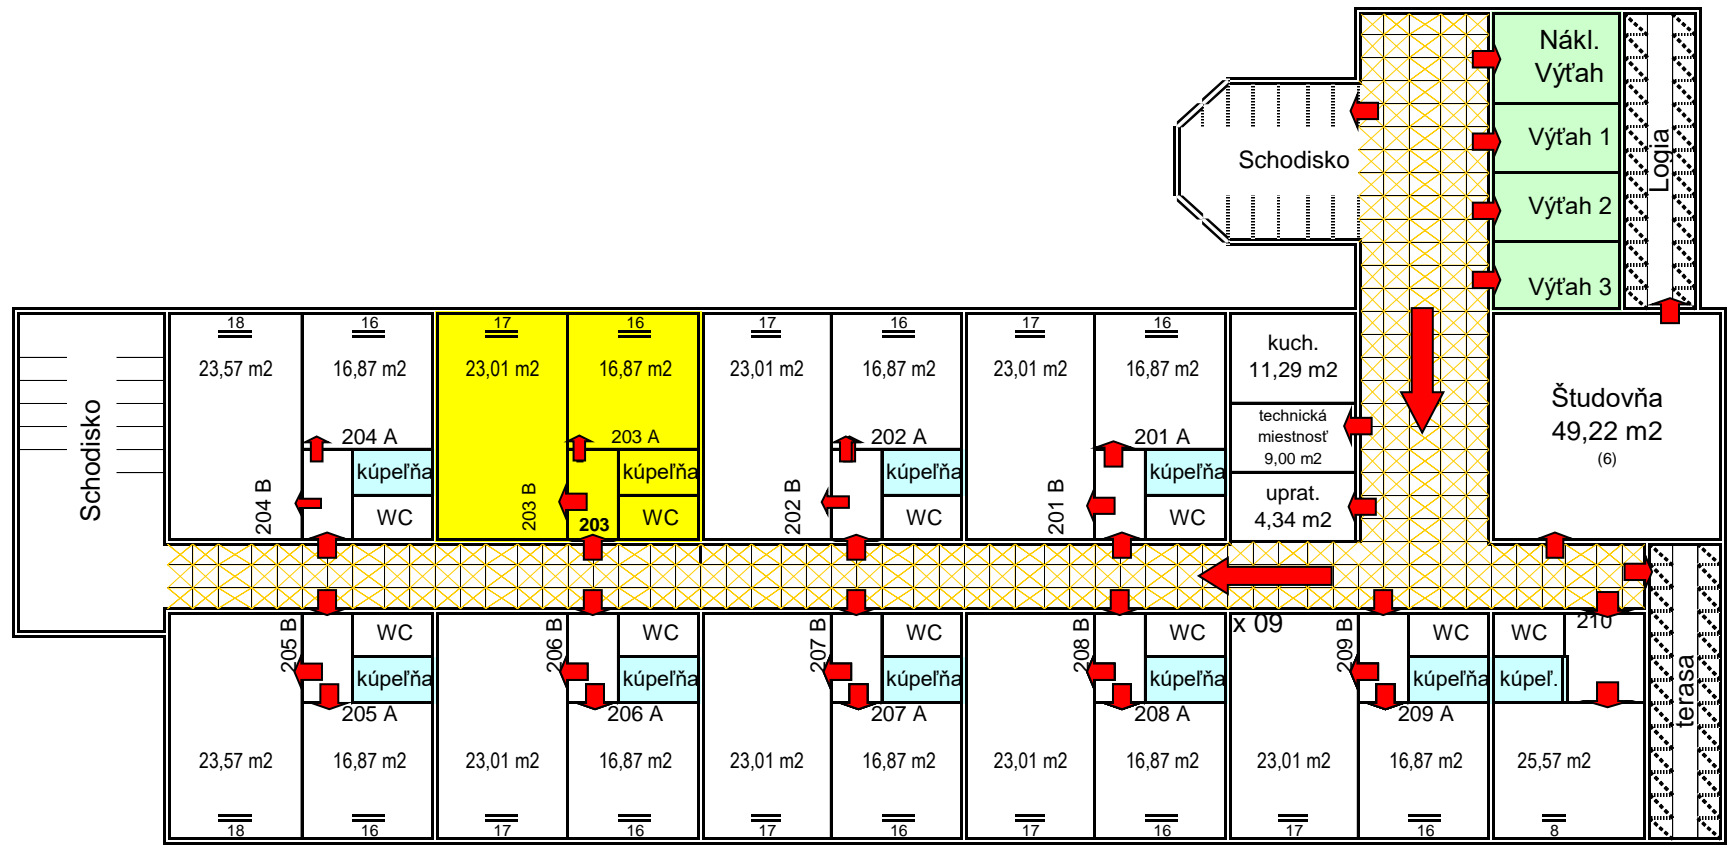 Nákl.
Výťah
Výťah 1
Výťah 2
Výťah 3
Logia
Schodisko
Schodisko
18
16
17
16
17
16
17
16
23,57 m2
16,87 m2
23,01 m2
16,87 m2
23,01 m2
16,87 m2
23,01 m2
16,87 m2
kuch.
11,29 m2
technická
miestnosť
9,00 m2
uprat.
4,34 m2
Študovňa
49,22 m2
(6)
204 A
203 A
202 A
201 A
kúpeľňa
kúpeľňa
kúpeľňa
kúpeľňa
204 B
203 B
202 B
201 B
WC
203
WC
WC
WC
205 B
WC
206 B
WC
207 B
WC
208 B
WC
x 09
209 B
WC
WC
210
kúpeľňa
kúpeľňa
kúpeľňa
kúpeľňa
kúpeľňa
kúpeľ.
terasa
205 A
206 A
207 A
208 A
209 A
23,57 m2
16,87 m2
23,01 m2
16,87 m2
23,01 m2
16,87 m2
23,01 m2
16,87 m2
23,01 m2
16,87 m2
25,57 m2
18
16
17
16
17
16
17
16
17
16
8